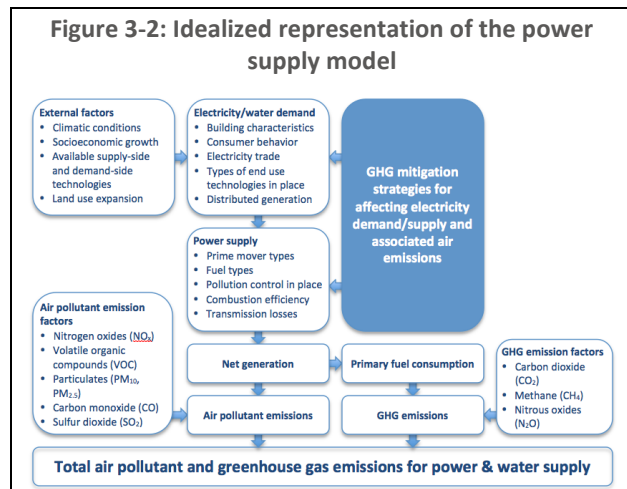 Figure 3-2: Idealized representation of the power
supply model
External factors
• Climatic conditions
• Socioeconomic growth
• Available supply-side
and demand-side
technologies
• Land use expansion
Electricity/water demand
• Building characteristics
• Consumer behavior
• Electricity trade
• Types of end use
technologies in place
• Distributed generation
GHG mitigation
strategies for
affecting electricity
demand/supply and
associated air
emissions
Power supply
• Prime mover types
• Fuel types
• Pollution control in place
• Combustion efficiency
• Transmission losses
Air pollutant emission
factors
• Nitrogen oxides (NOx)
• Volatile organic
compounds (VOC)
• Particulates (PM10,
PM2.5)
• Carbon monoxide (CO)
• Sulfur dioxide (SO2)
Net generation
Primary fuel consumption
GHG emission factors
• Carbon dioxide
(CO2)
• Methane (CH4)
• Nitrous oxides
(N2O)
Air pollutant emissions
GHG emissions
Total air pollutant and greenhouse gas emissions for power & water supply